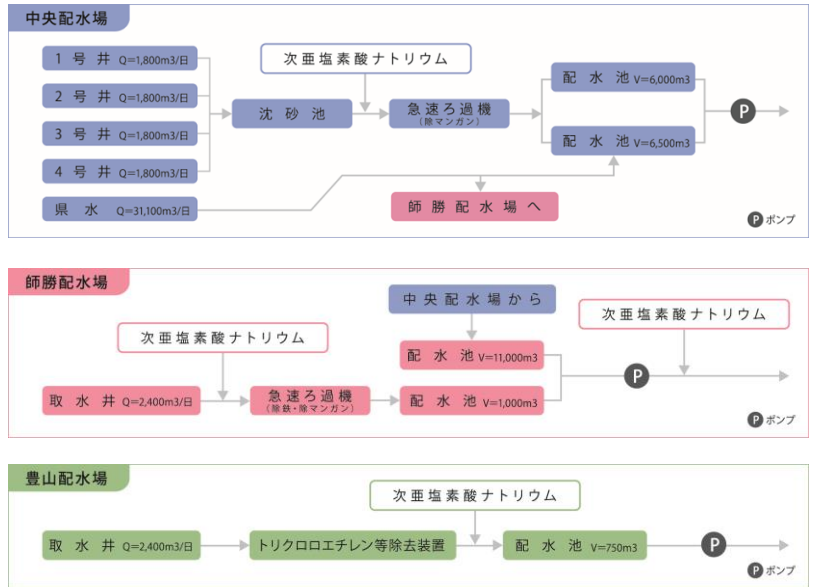 中央配水場
1号井 Q=1,800m3/日
2号井 Q=1,800m3/日
3号井 Q=1,800m3/日
4号井 Q=1,800m3/日
県水 Q=31,100m3/日
次亜塩素酸ナトリウム
沈砂池
急速ろ過機
(除マンガン)
配水池 V=6,000m3
配水池 V=6,500m3
師勝配水場へ
P
P ポンプ
師勝配水場
中央配水場から
次亜塩素酸ナトリウム
次亜塩素酸ナトリウム
配水池 V=11,000m3
取水井 Q=2,400m3/日
急速ろ過機
(除鉄・除マンガン)
配水池 V=1,000m3
P
P ポンプ
豊山配水場
次亜塩素酸ナトリウム
取水井 Q=2,400m3/日
トリクロロエチレン等除去装置
配水池 V=750m3
P
P ポンプ